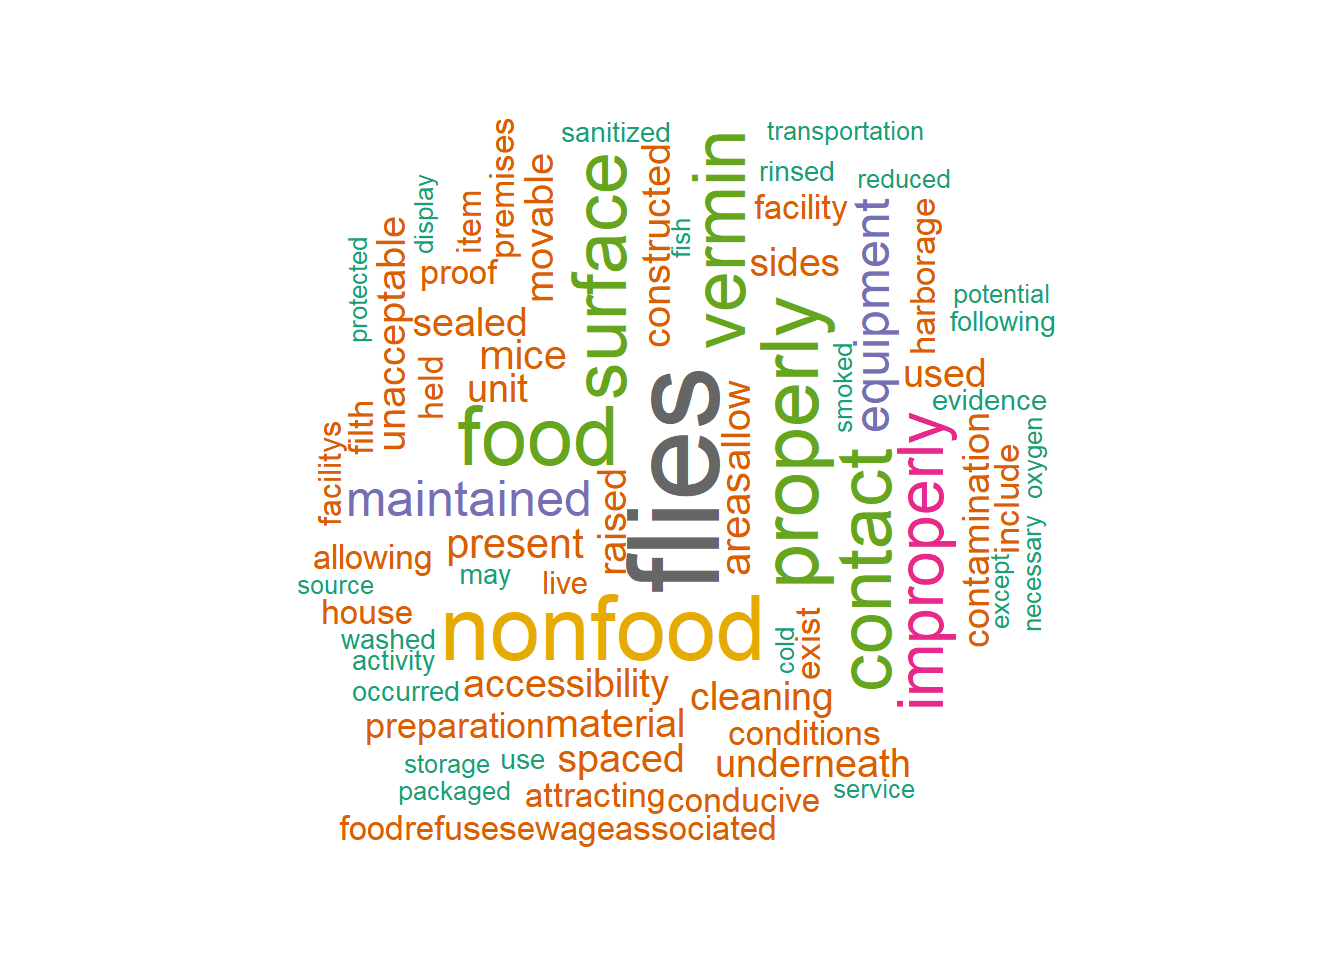 sanitized
transportation
premises
movable
surface
constructed
vermin
rinsed
reduced
display
item
fish
facility
equipment
harborage
protected
unacceptable
proof
sides
potential
sealed
following
mice
properly
smoked
used
held
unit
flies
areasallow
evidence
filth
food
facilitys
maintained
raised
contact
improperly
contamination
include
oxygen
present
allowing
may
live
source
except
necessary
house
nonfood
exist
cold
washed
activity
occurred
accessibility
cleaning
preparation
material
conditions
storage
use
spaced
underneath
packaged
attracting
conducive
service
foodrefusesewageassociated